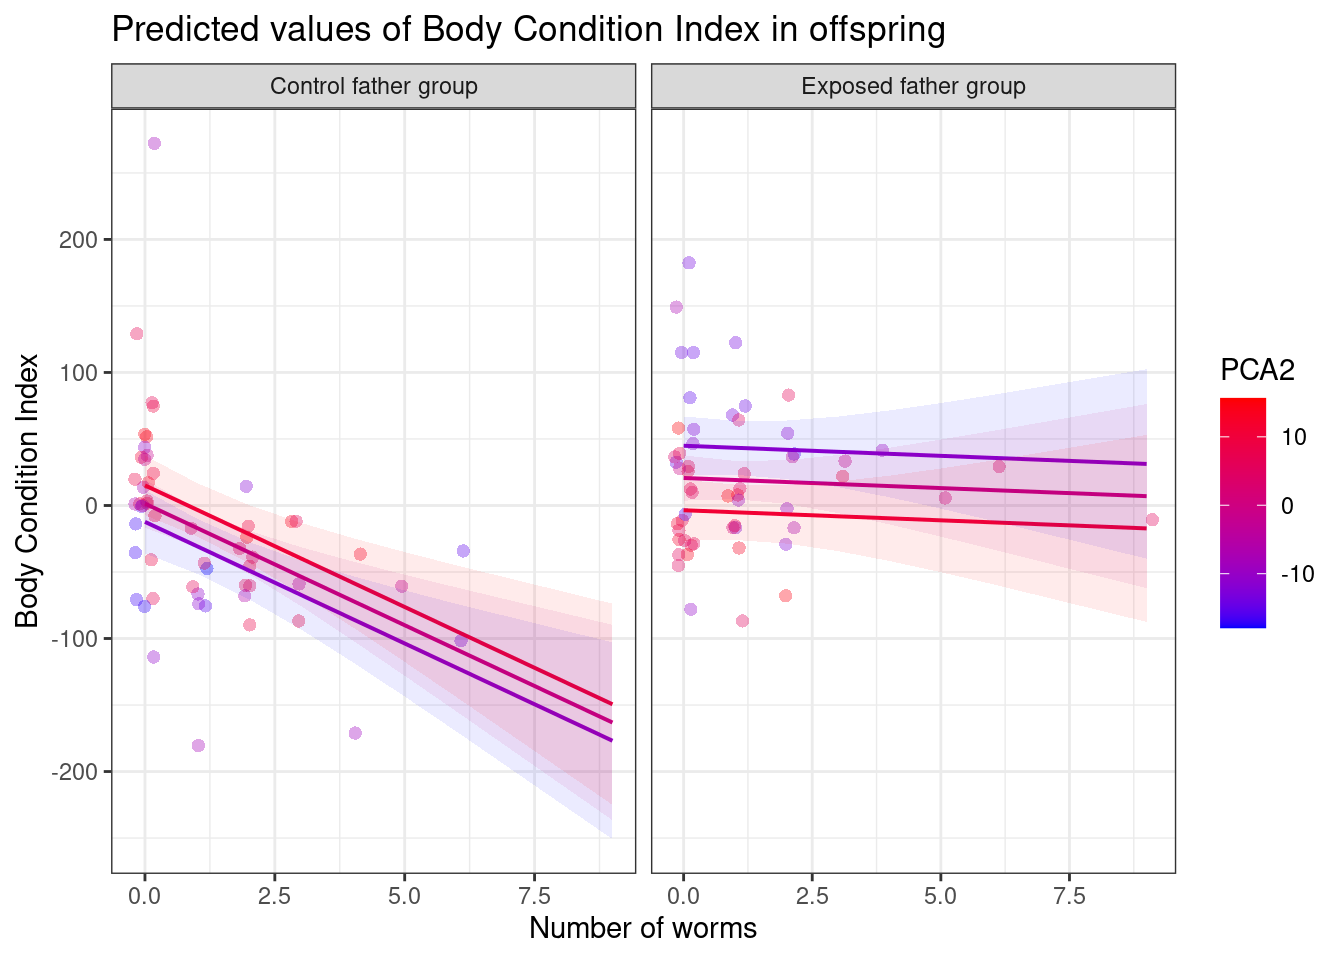 Predicted values of Body Condition Index in offspring
Control father group
Exposed father group
Body Condition Index
200
100
0
-100
-200
0.0 2.5 5.0 7.5
0.0 2.5 5.0 7.5
Number of worms
PCA2
10
0
-10